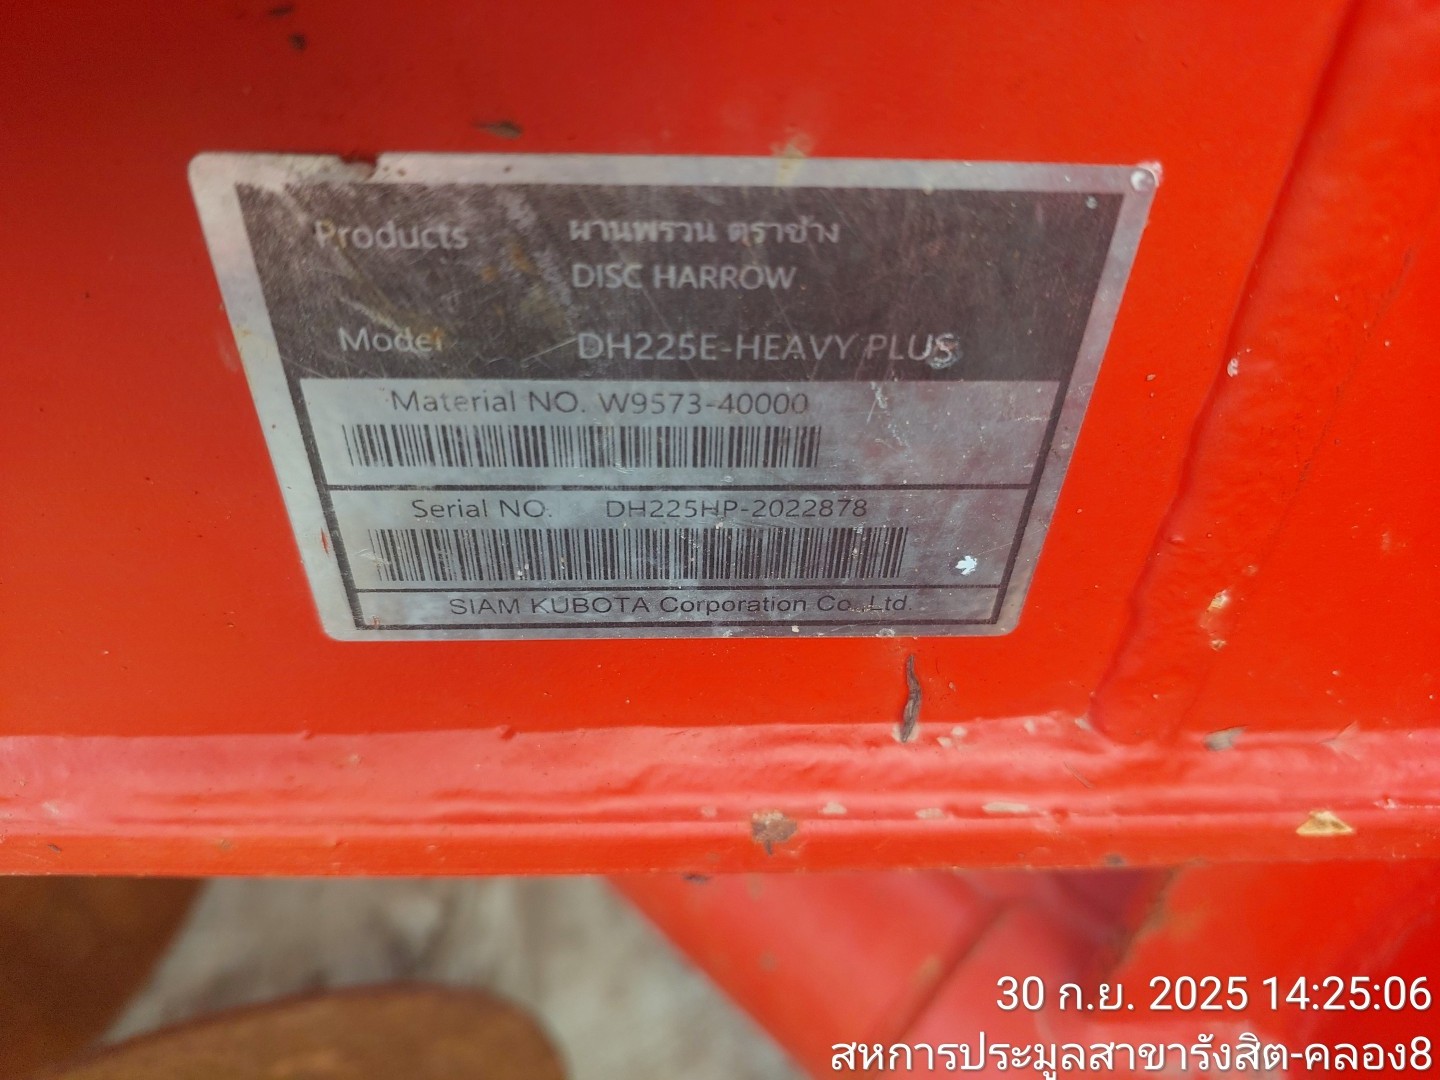 Products ผานพรวน ตราช้าง
DISC HARROW
Model DH225E-HEAVY PLUS
Material NO. W9573-40000
Serial NO. DH225HP-2022878
SIAM KUBOTA Corporation Co.,Ltd.
30 ก.ย. 2025 14:25:06
สหการประมูลสาขารังสิต-คลอง8